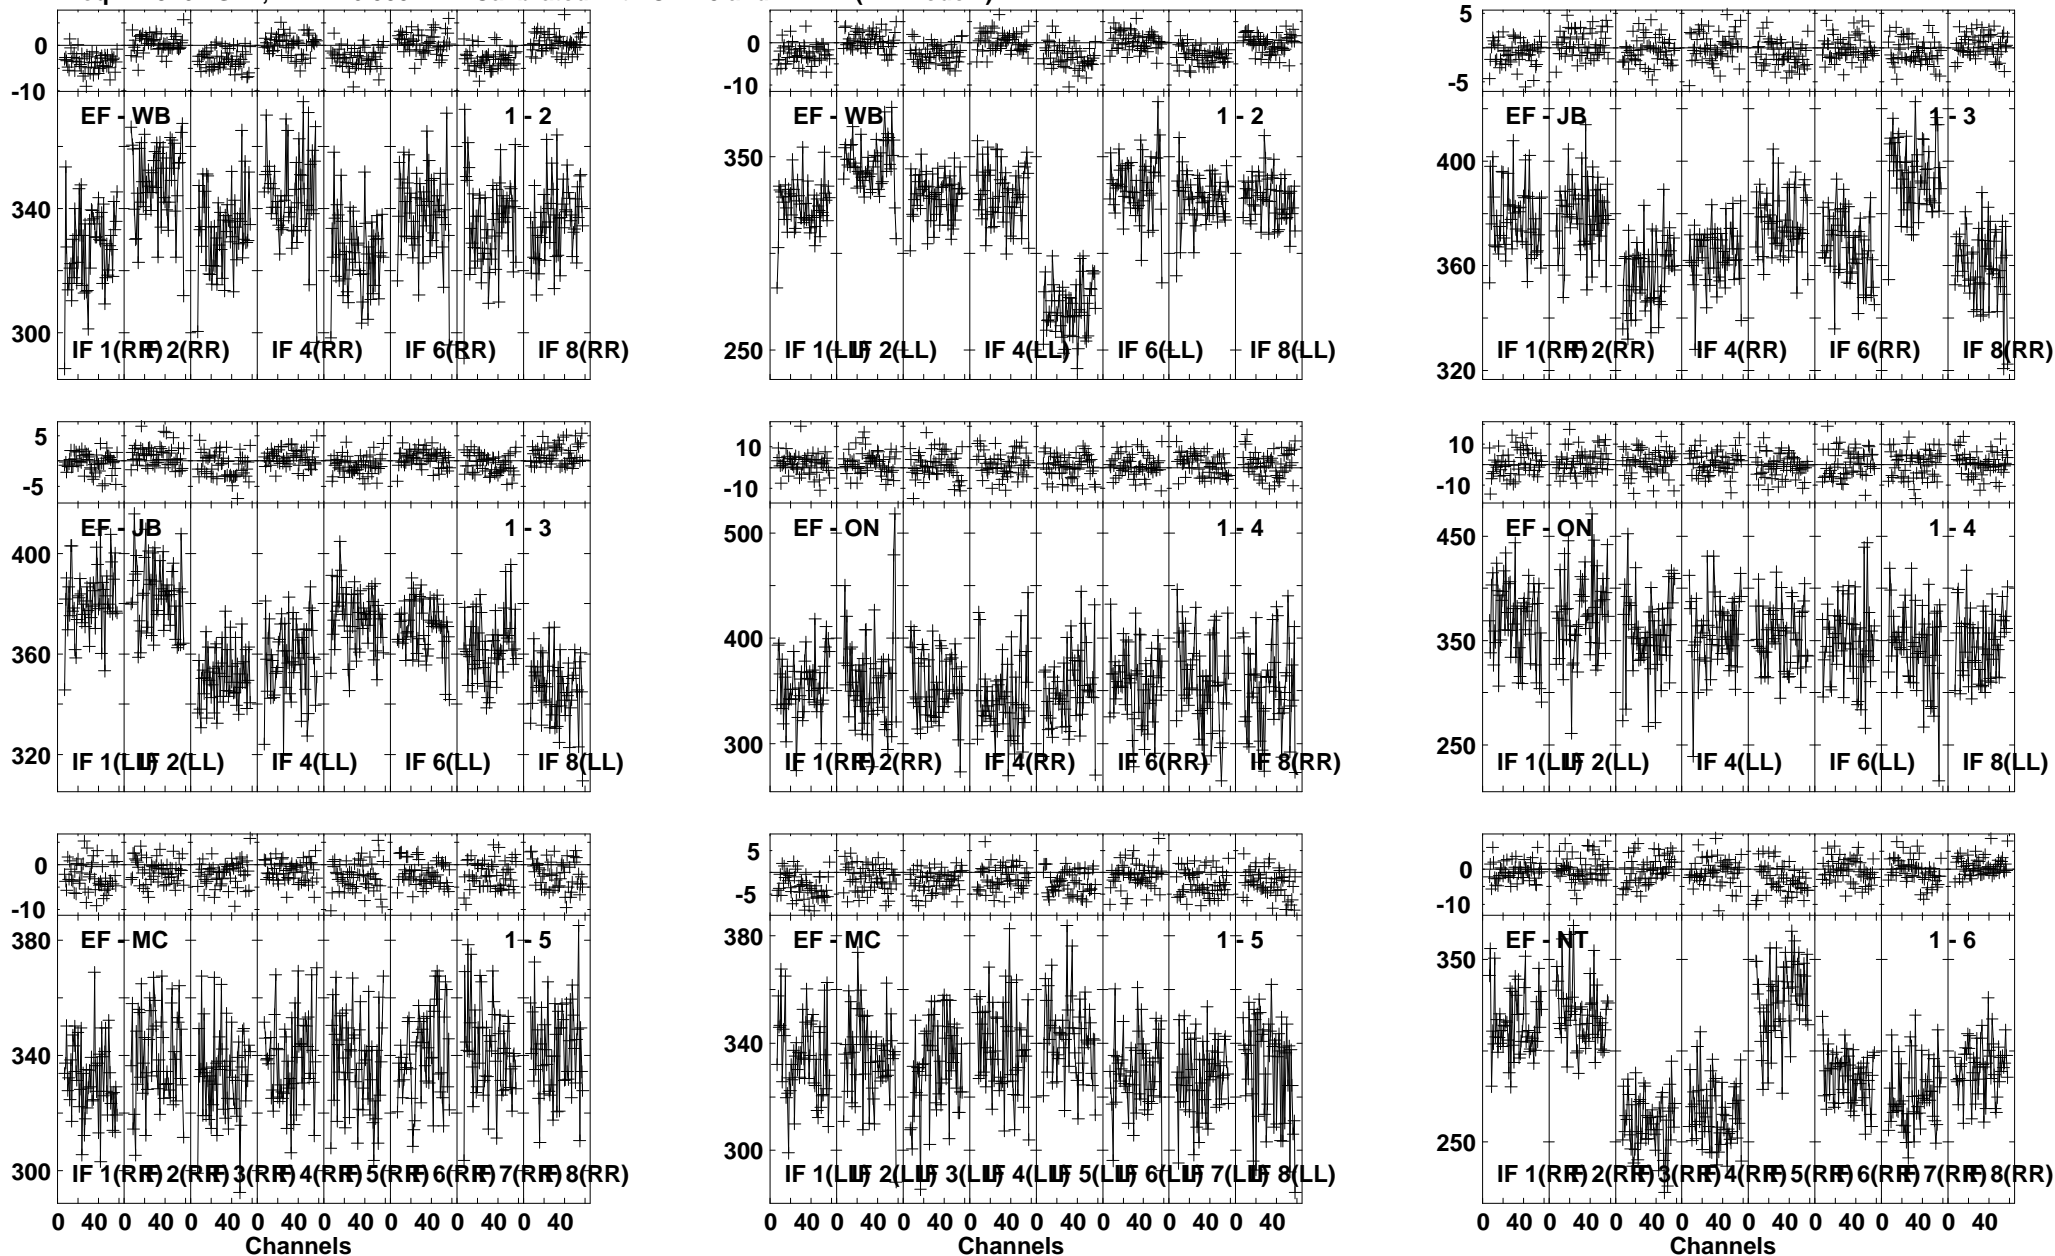 0
-10
EF - WB 1 - 2
340
300
IF 1(RR) IF 2(RR) IF 4(RR) IF 6(RR) IF 8(RR)
0
-10
EF - WB 1 - 2
350
250
IF 1(LL) IF 2(LL) IF 4(LL) IF 6(LL) IF 8(LL)
5
-5
EF - JB 1 - 3
400
360
320
IF 1(RR) IF 2(RR) IF 4(RR) IF 6(RR) IF 8(RR)
5
-5
EF - JB 1 - 3
400
360
320
IF 1(LL) IF 2(LL) IF 4(LL) IF 6(LL) IF 8(LL)
10
-10
EF - ON 1 - 4
500
400
300
IF 1(RR) IF 2(RR) IF 4(RR) IF 6(RR) IF 8(RR)
10
-10
EF - ON 1 - 4
450
350
250
IF 1(LL) IF 2(LL) IF 4(LL) IF 6(LL) IF 8(LL)
0
-10
EF - MC 1 - 5
380
340
300
IF 1(RR) IF 2(RR) IF 3(RR) IF 4(RR) IF 5(RR) IF 6(RR) IF 7(RR) IF 8(RR)
0 40 0 40 0 40 0 40 0 40 0 40 0 40 0 40
Channels
5
-5
EF - MC 1 - 5
380
340
300
IF 1(LL) IF 2(LL) IF 3(LL) IF 4(LL) IF 5(LL) IF 6(LL) IF 7(LL) IF 8(LL)
0 40 0 40 0 40 0 40 0 40 0 40 0 40 0 40
Channels
0
-10
EF - NT 1 - 6
350
250
IF 1(RR) IF 2(RR) IF 3(RR) IF 4(RR) IF 5(RR) IF 6(RR) IF 7(RR) IF 8(RR)
0 40 0 40 0 40 0 40 0 40 0 40 0 40 0 40
Channels